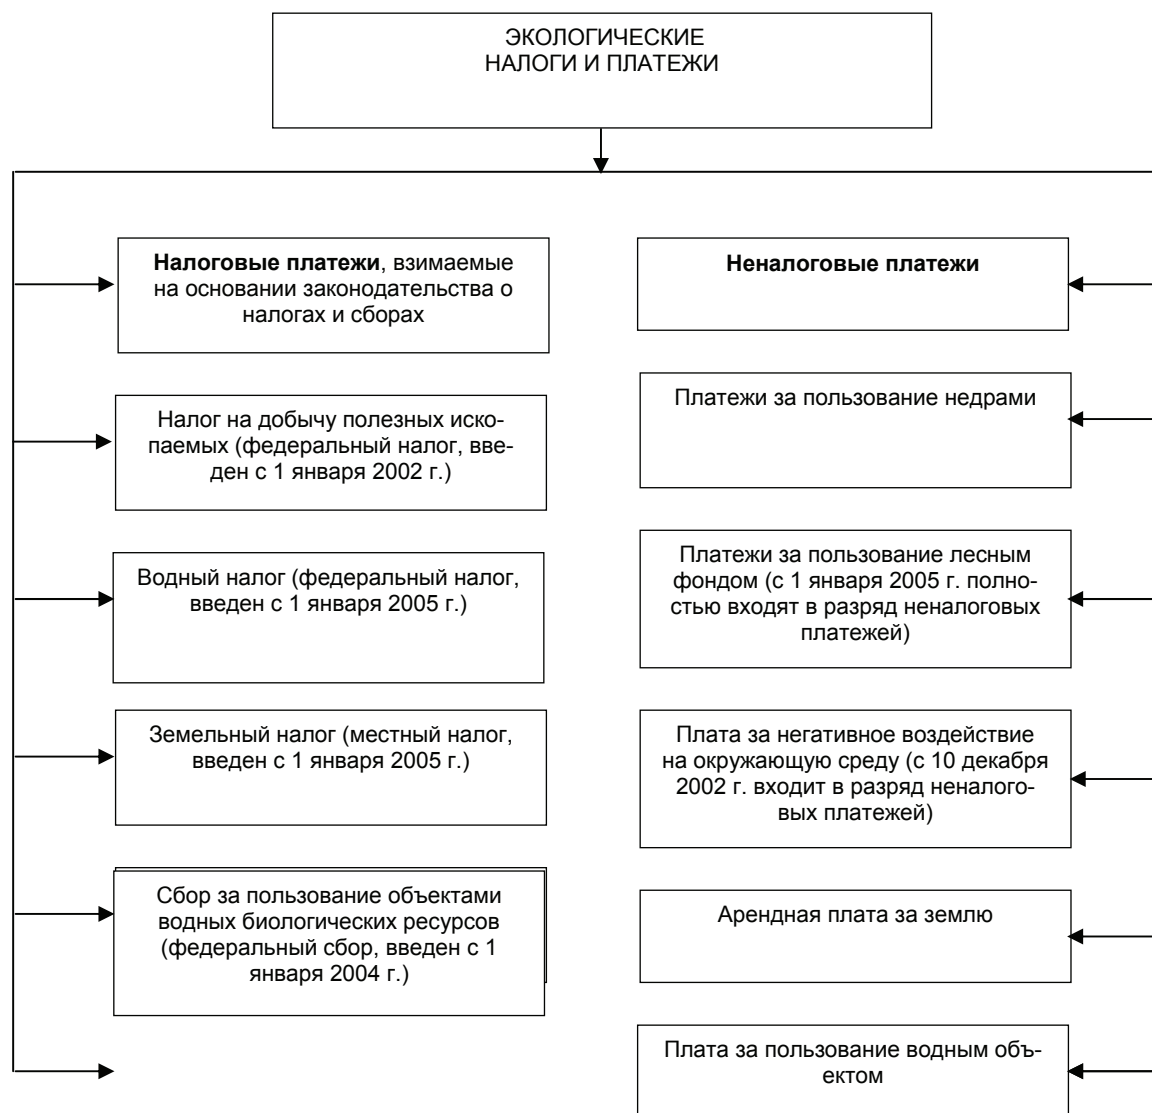 ЭКОЛОГИЧЕСКИЕ
НАЛОГИ И ПЛАТЕЖИ
Налоговые платежи, взимаемые
на основании законодательства о
налогах и сборах
Налог на добычу полезных иско-
паемых (федеральный налог, вве-
ден с 1 января 2002 г.)
Водный налог (федеральный налог,
введен с 1 января 2005 г.)
Земельный налог (местный налог,
введен с 1 января 2005 г.)
Сбор за пользование объектами
водных биологических ресурсов
(федеральный сбор, введен с 1
января 2004 г.)
Неналоговые платежи
Платежи за пользование недрами
Платежи за пользование лесным
фондом (с 1 января 2005 г. полно-
стью входят в разряд неналоговых
платежей)
Плата за негативное воздействие
на окружающую среду (с 10 декабря
2002 г. входит в разряд неналого-
вых платежей)
Арендная плата за землю
Плата за пользование водным объ-
ектом